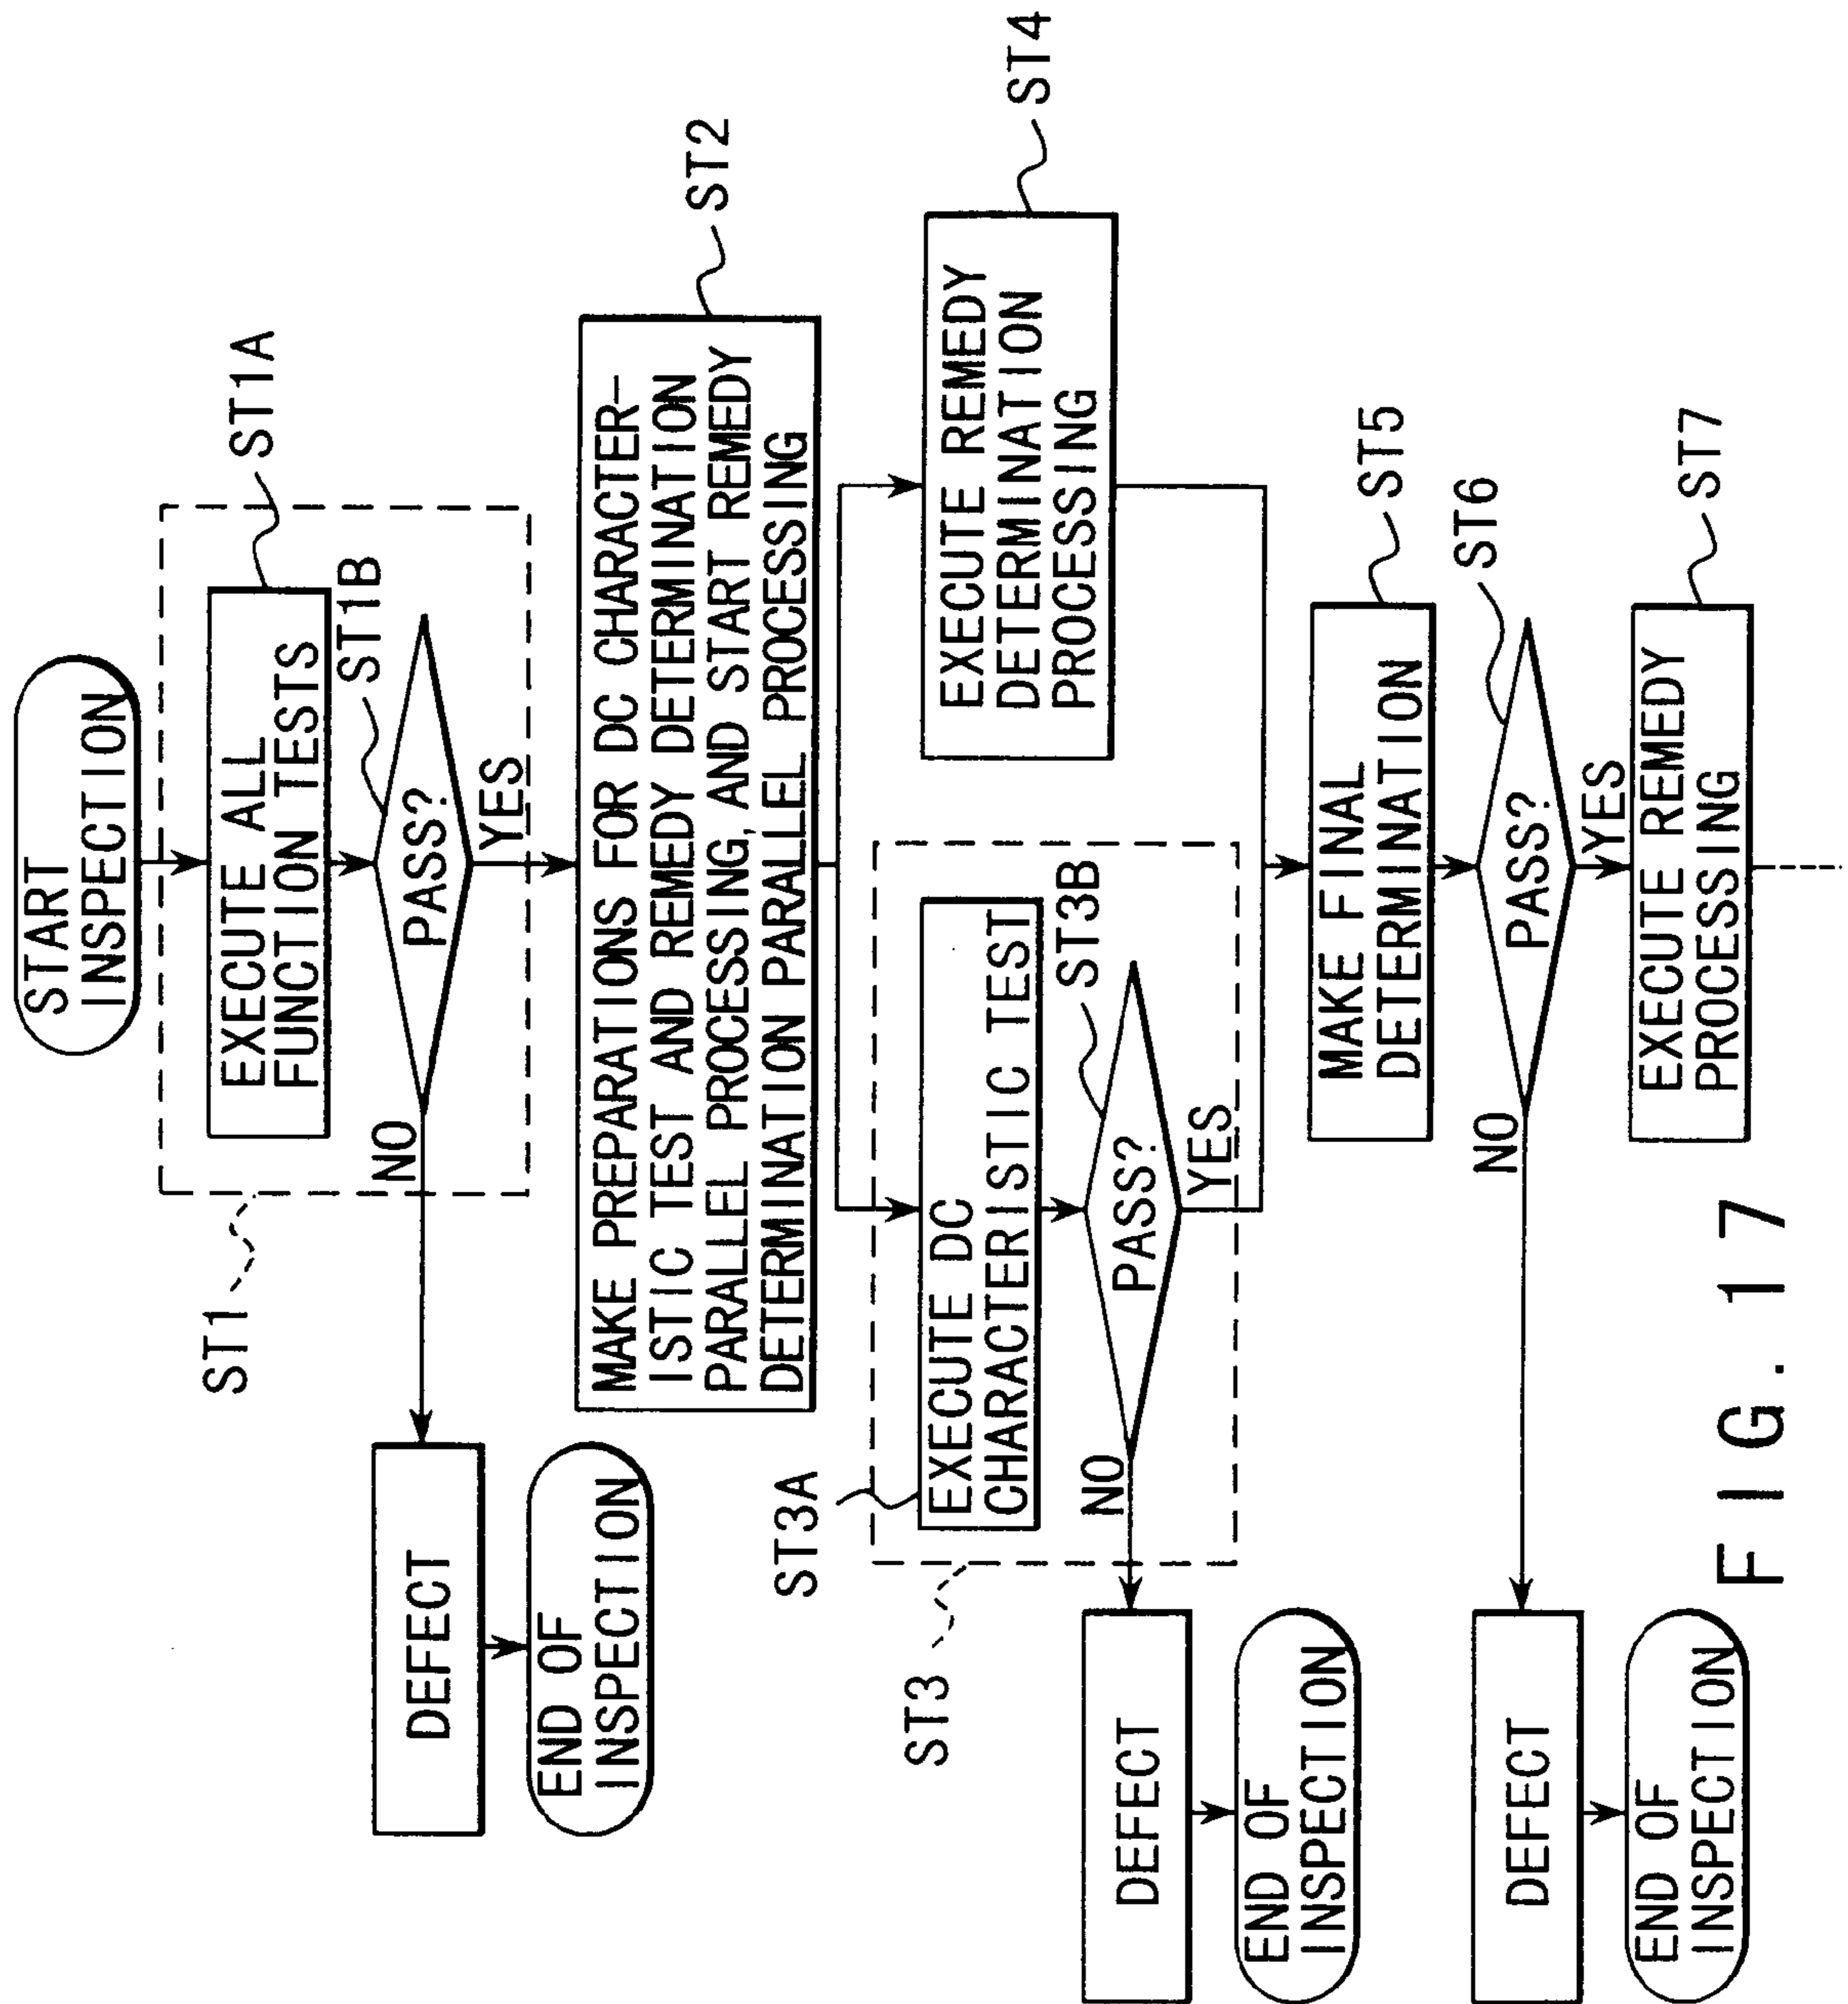 START
INSPECTION
ST1
EXECUTE ALL
FUNCTION TESTS
ST1A
ST1B
PASS?
NO
YES
DEFECT
END OF
INSPECTION
MAKE PREPARATIONS FOR DC CHARACTER-
ISTIC TEST AND REMEDY DETERMINATION
PARALLEL PROCESSING, AND START REMEDY
DETERMINATION PARALLEL PROCESSING
ST2
ST3A
EXECUTE DC
CHARACTERISTIC TEST
ST3
ST3B
PASS?
NO
YES
DEFECT
END OF
INSPECTION
EXECUTE REMEDY
DETERMINATION
PROCESSING
ST4
MAKE FINAL
DETERMINATION
ST5
ST6
PASS?
NO
YES
DEFECT
END OF
INSPECTION
EXECUTE REMEDY
PROCESSING
ST7
FIG. 17